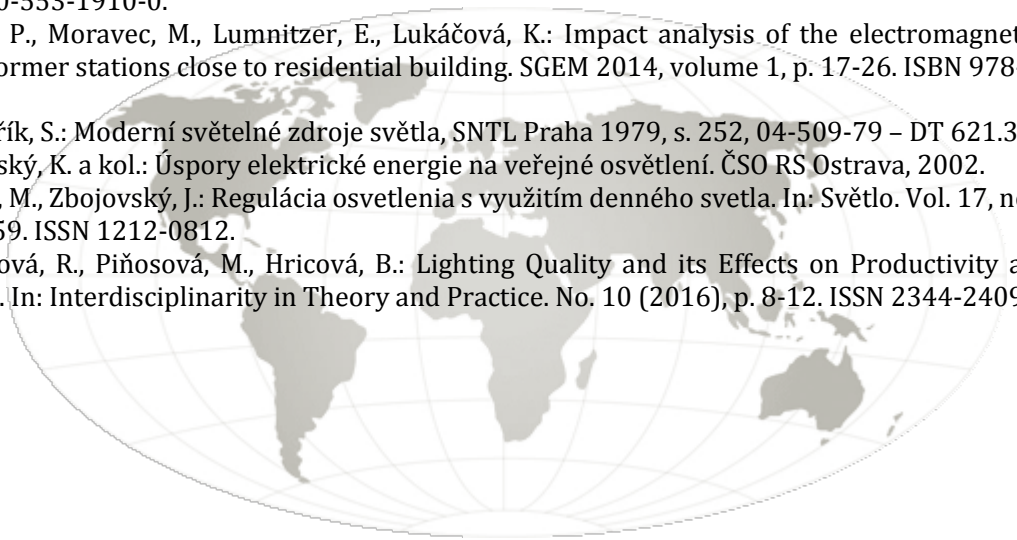 0-553-1910-0.
P., Moravec, M., Lumnitzer, E., Lukáčová, K.: Impact analysis of the electromagnet
ormer stations close to residential building. SGEM 2014, volume 1, p. 17-26. ISBN 978-
řík, S.: Moderní světelné zdroje světla, SNTL Praha 1979, s. 252, 04-509-79 – DT 621.3
ský, K. a kol.: Úspory elektrické energie na veřejné osvětlení. ČSO RS Ostrava, 2002.
, M., Zbojovský, J.: Regulácia osvetlenia s využitím denného svetla. In: Světlo. Vol. 17, n
59. ISSN 1212-0812.
ová, R., Piňosová, M., Hricová, B.: Lighting Quality and its Effects on Productivity a
. In: Interdisciplinarity in Theory and Practice. No. 10 (2016), p. 8-12. ISSN 2344-2409